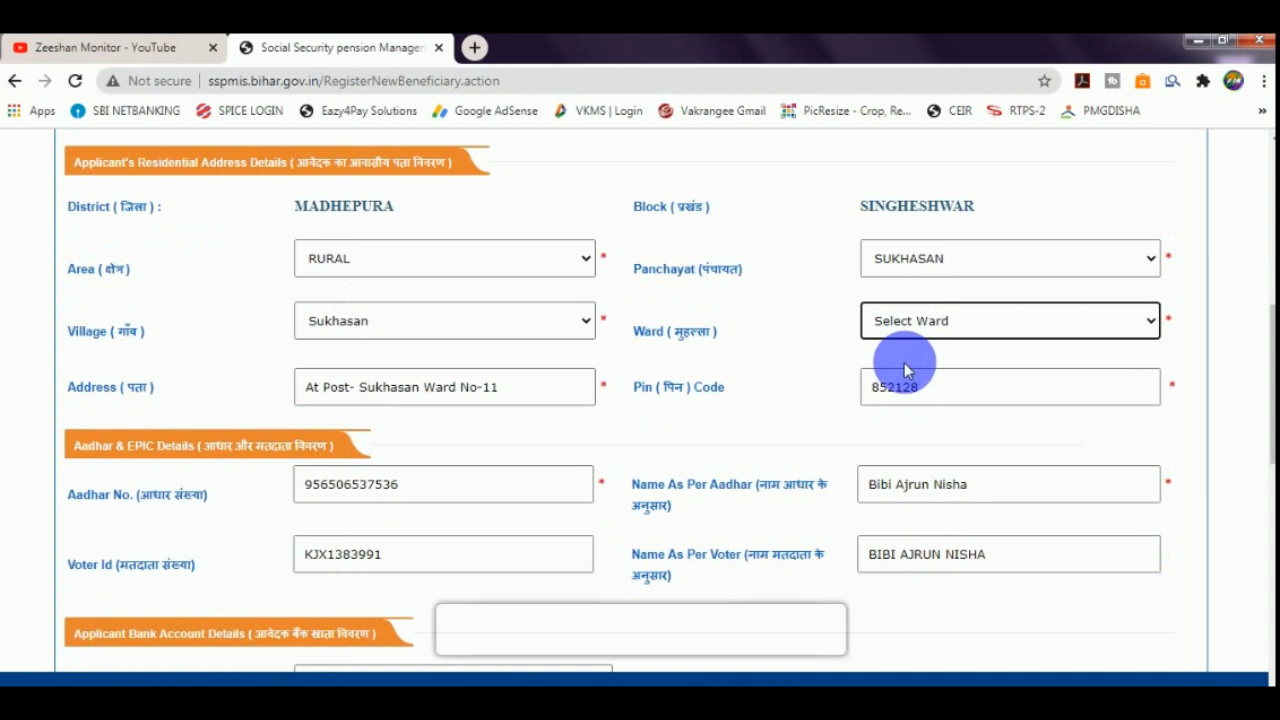 Zeeshan Monitor - YouTube
Social Security pension Manager
Not secure | sspmis.bihar.gov.in/RegisterNewBeneficiary.action
Apps SBI NETBANKING SPICE LOGIN Eazy4Pay Solutions Google AdSense VKMS | Login Vakrangee Gmail PicResize - Crop, Re... CEIR RTPS-2 PMGDISHA »
Applicant's Residential Address Details ( आवेदक का आवासीय पता विवरण )
District ( जिला ) : MADHEPURA Block ( प्रखंड ) SINGHESHWAR
Area ( क्षेत्र ) RURAL * Panchayat (पंचायत) SUKHASAN *
Village ( गाँव ) Sukhasan * Ward ( मुहल्ला ) Select Ward *
Address ( पता ) At Post- Sukhasan Ward No-11 * Pin ( पिन ) Code 852128 *
Aadhar & EPIC Details ( आधार और मतदाता विवरण )
Aadhar No. (आधार संख्या) 956506537536 * Name As Per Aadhar (नाम आधार के Bibi Ajrun Nisha *
अनुसार)
Voter Id (मतदाता संख्या) KJX1383991 Name As Per Voter (नाम मतदाता के BIBI AJRUN NISHA
अनुसार)
Applicant Bank Account Details ( आवेदक बैंक खाता विवरण )